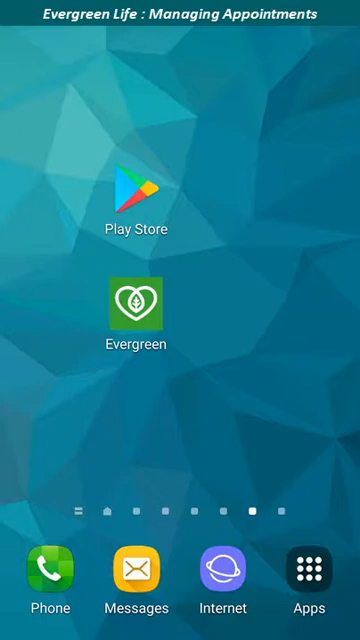 Evergreen Life : Managing Appointments
Play Store
Evergreen
Phone
Messages
Internet
Apps